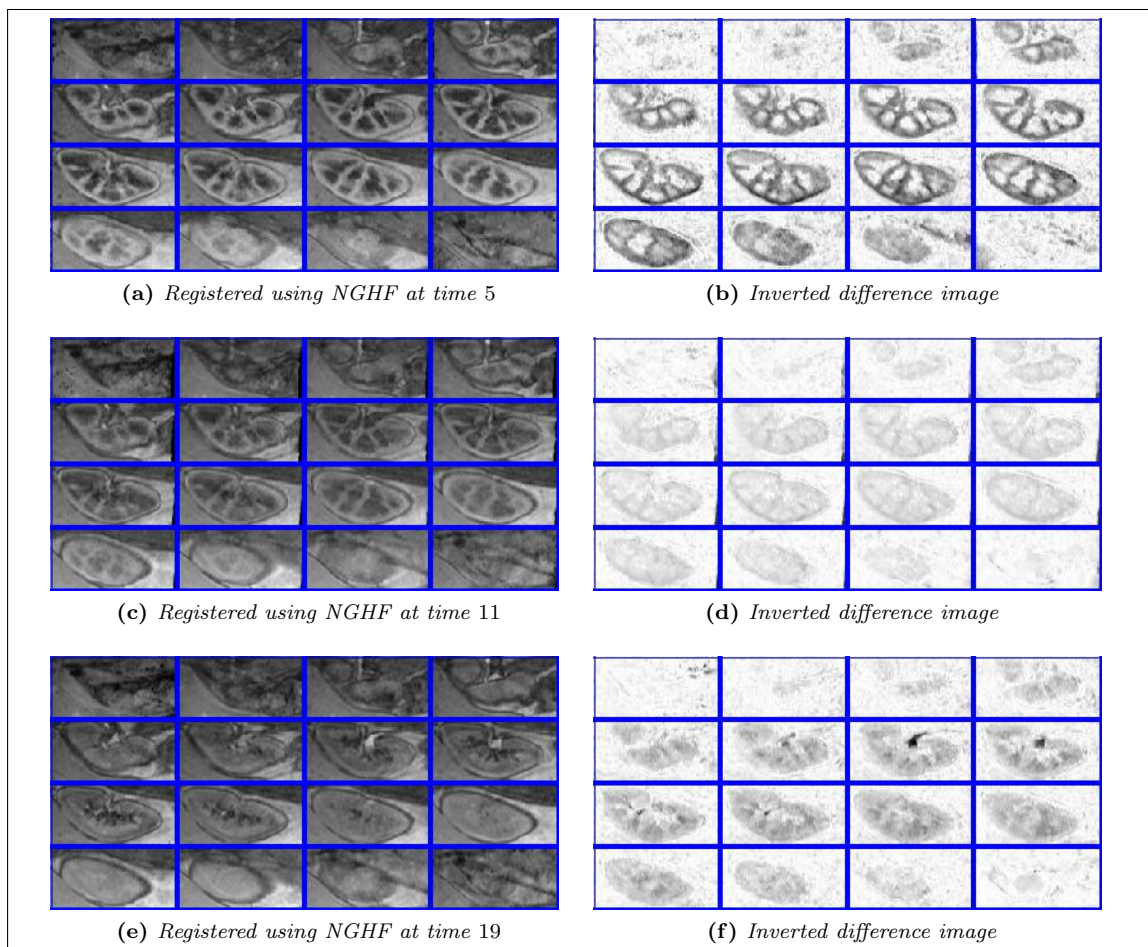 (a) Registered using NGHF at time 5
(b) Inverted difference image
(c) Registered using NGHF at time 11
(d) Inverted difference image
(e) Registered using NGHF at time 19
(f) Inverted difference image